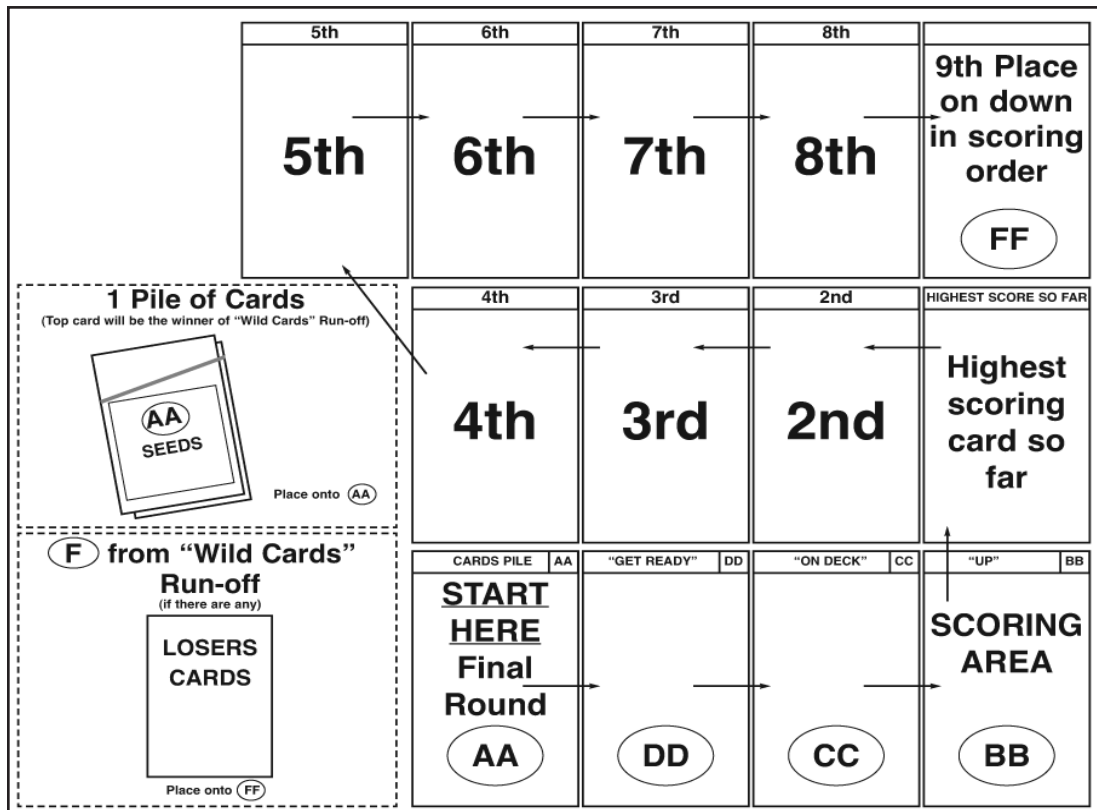 5th
6th
7th
8th
5th
6th
7th
8th
9th Place
on down
in scoring
order
FF
1 Pile of Cards
(Top card will be the winner of “Wild Cards” Run-off)
AA
SEEDS
Place onto AA
4th
3rd
2nd
HIGHEST SCORE SO FAR
4th
3rd
2nd
Highest
scoring
card so
far
F from “Wild Cards”
Run-off
(if there are any)
LOSERS
CARDS
Place onto FF
CARDS PILE AA
“GET READY” DD
“ON DECK” CC
“UP” BB
START
HERE
Final
Round
AA
DD
CC
SCORING
AREA
BB